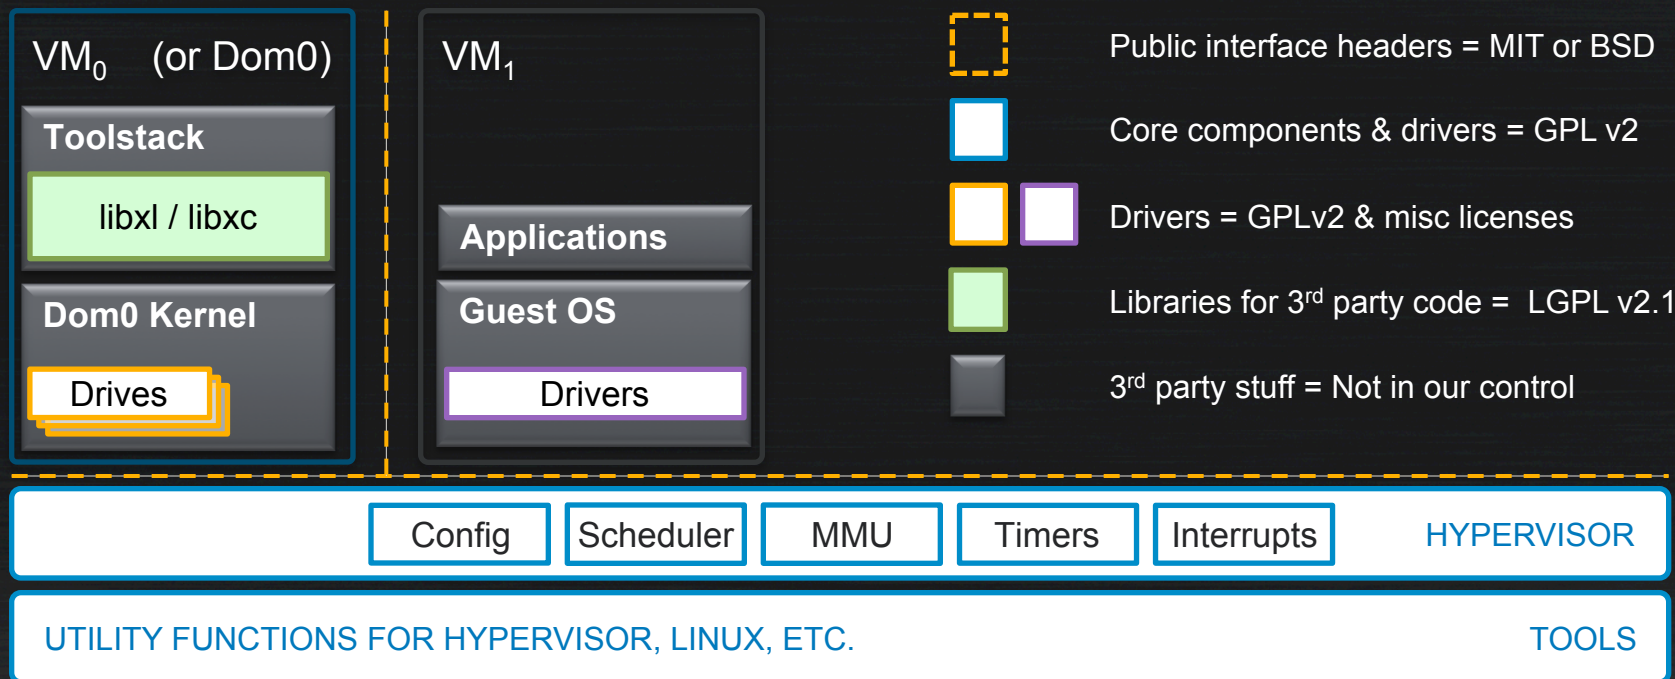 VM0 (or Dom0)
Toolstack
libxl / libxc
Dom0 Kernel
Drives
VM1
Applications
Guest OS
Drivers
Public interface headers = MIT or BSD
Core components & drivers = GPL v2
Drivers = GPLv2 & misc licenses
Libraries for 3rd party code = LGPL v2.1
3rd party stuff = Not in our control
Config Scheduler MMU Timers Interrupts HYPERVISOR
UTILITY FUNCTIONS FOR HYPERVISOR, LINUX, ETC. TOOLS